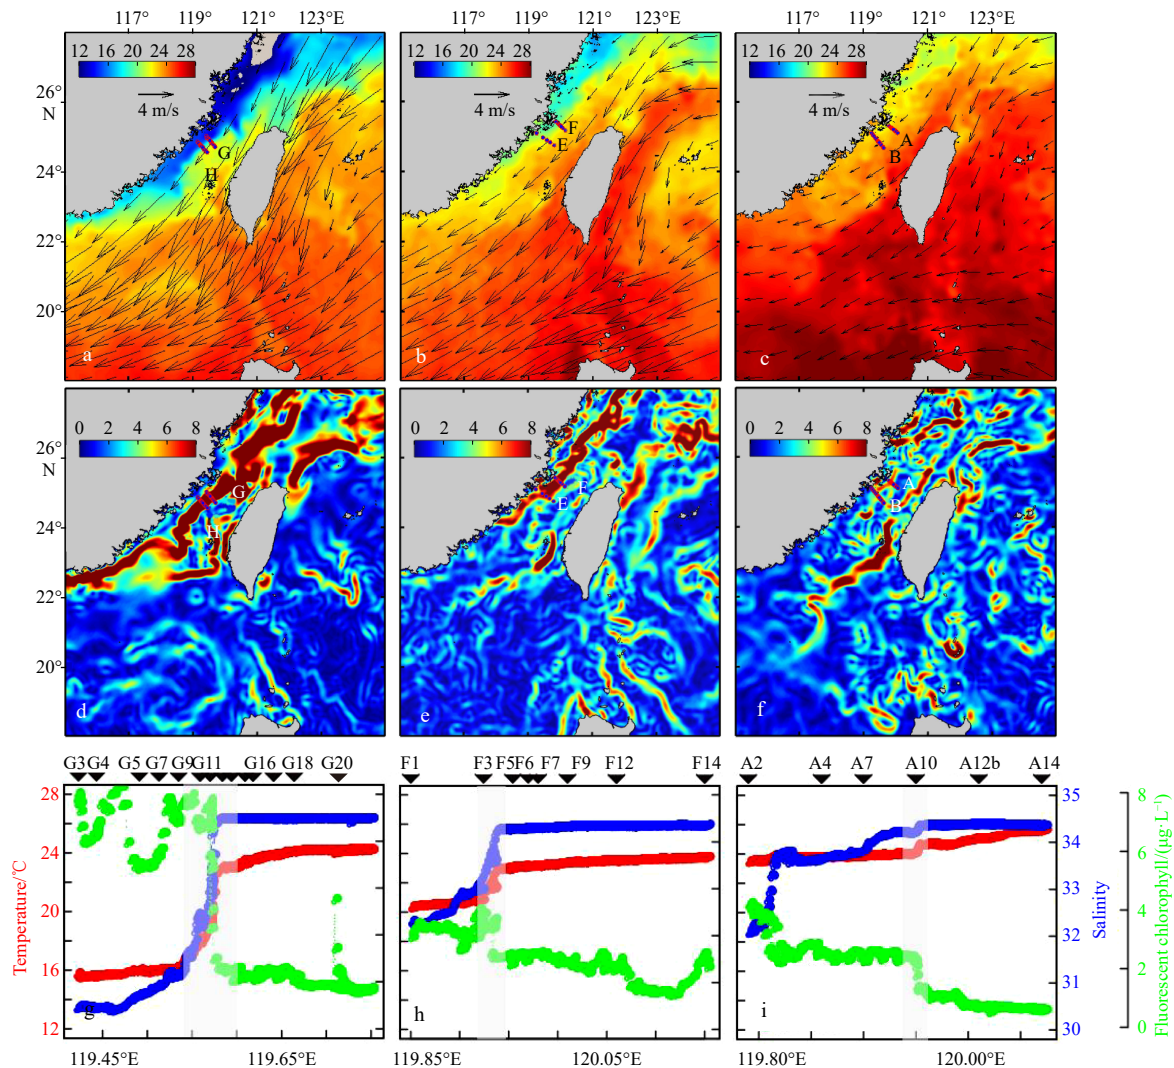 117° 119° 121° 123°E 117° 119° 121° 123°E 117° 119° 121° 123°E
12 16 20 24 28 12 16 20 24 28 12 16 20 24 28
4 m/s 4 m/s 4 m/s
26°
N
24°
22°
20°
G
H
F
E
A
B
a b c
0 2 4 6 8 0 2 4 6 8 0 2 4 6 8
26°
N
24°
22°
20°
G
H
F
E
A
B
d e f
G3 G4 G5 G7 G9 G11 G16 G18 G20 F1 F3 F5 F6 F7 F9 F12 F14 A2 A4 A7 A10 A12b A14
28
24
20
16
12
Temperature/℃
35
34
33
32
31
30
Salinity
8
6
4
2
0
Fluorescent chlorophyll/(μg·L⁻¹)
g h i
119.45°E 119.65°E 119.85°E 120.05°E 119.80°E 120.00°E